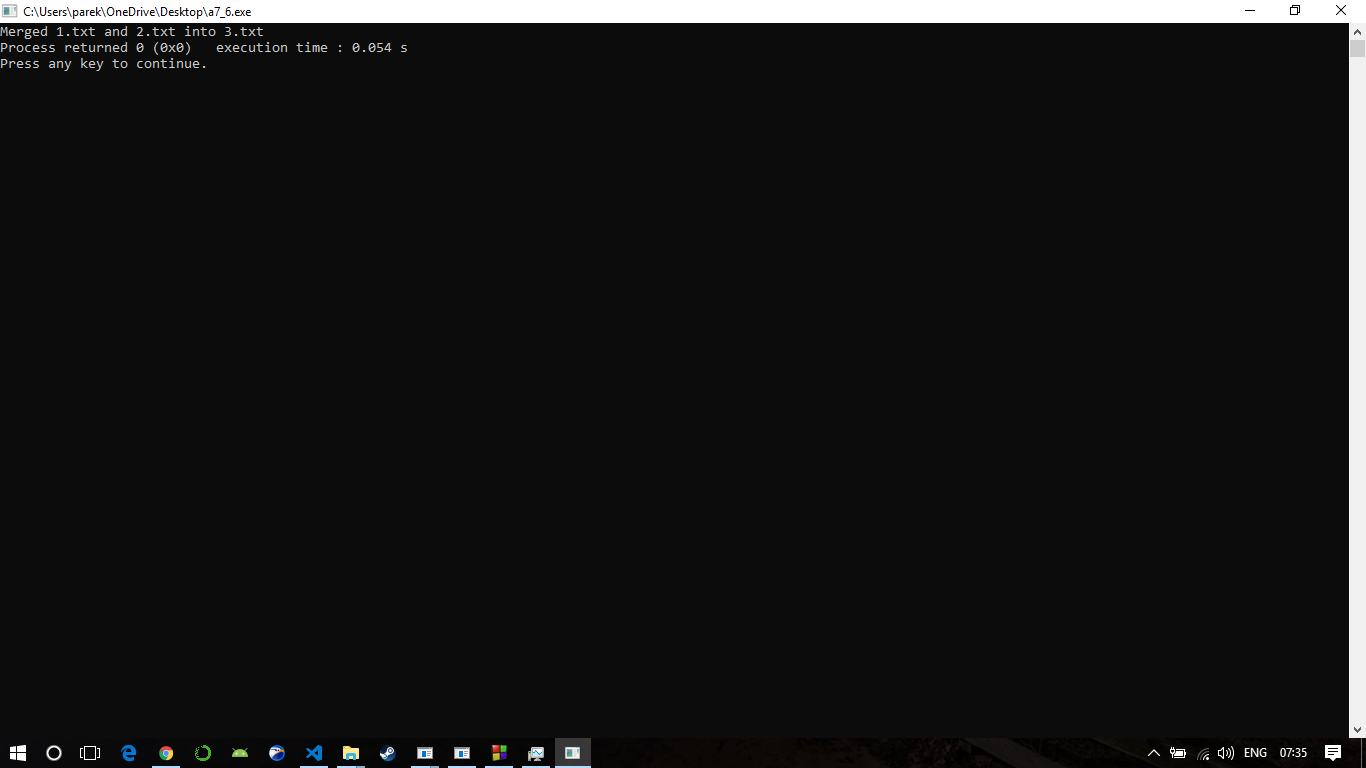 C:\Users\parek\OneDrive\Desktop\a7_6.exe
Merged 1.txt and 2.txt into 3.txt
Process returned 0 (0x0)   execution time : 0.054 s
Press any key to continue.
ENG
07:35